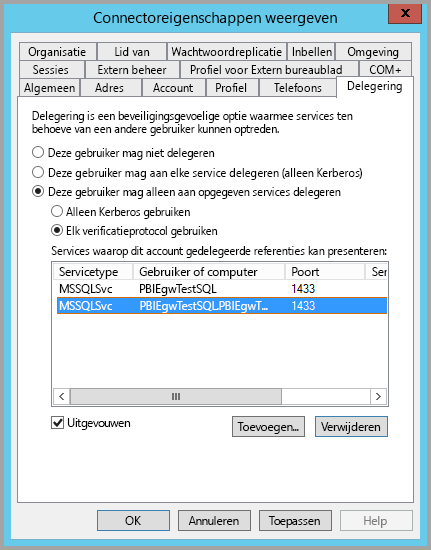 Connectoreigenschappen weergeven
x
Organisatie Lid van Wachtwoordreplicatie Inbellen Omgeving
Sessies Extern beheer Profiel voor Extern bureaublad COM+
Algemeen Adres Account Profiel Telefoons Delegering
Delegering is een beveiligingsgevoelige optie waarmee services ten
behoeve van een andere gebruiker kunnen optreden.
Deze gebruiker mag niet delegeren
Deze gebruiker mag aan elke service delegeren (alleen Kerberos)
Deze gebruiker mag alleen aan opgegeven services delegeren
Alleen Kerberos gebruiken
Elk verificatieprotocol gebruiken
Services waarop dit account gedelegeerde referenties kan presenteren:
Servicetype Gebruiker of computer Poort Ser
MSSQLSvc PBIEgwTestSQL 1433
MSSQLSvc PBIEgwTestSQL.PBIEgwT... 1433
Uitgevouwen Toevoegen... Verwijderen
OK Annuleren Toepassen Help